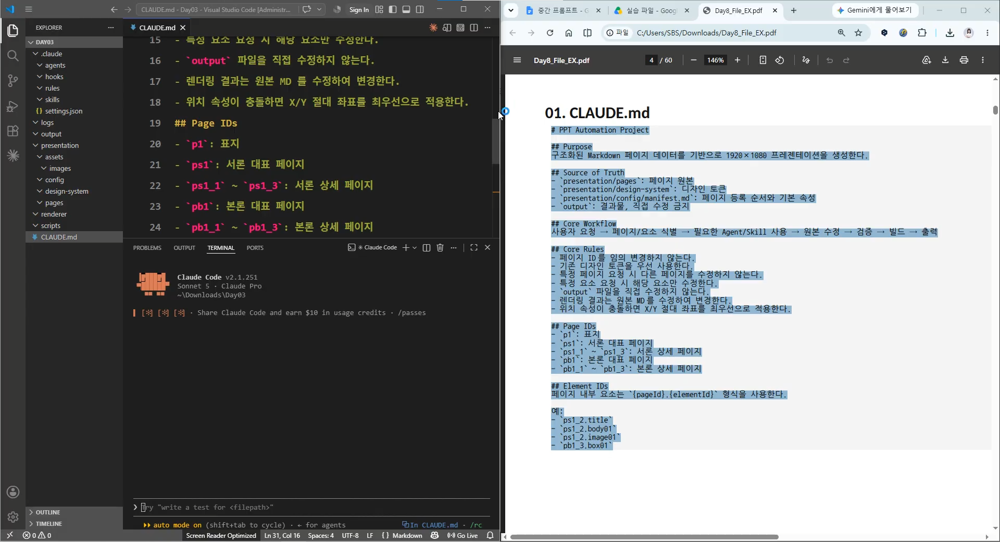 CLAUDE.md - Day03 - Visual Studio Code [Administr...
Sign In
EXPLORER
DAY03
.claude
agents
hooks
rules
skills
{} settings.json
logs
output
presentation
assets
images
config
design-system
pages
renderer
scripts
CLAUDE.md
OUTLINE
TIMELINE
CLAUDE.md
15 - 특정 요소 요청 시 해당 요소만 수정한다.
16 - `output` 파일을 직접 수정하지 않는다.
17 - 렌더링 결과는 원본 MD 를 수정하여 변경한다.
18 - 위치 속성이 충돌하면 X/Y 절대 좌표를 최우선으로 적용한다.
19 ## Page IDs
20 - `p1`: 표지
21 - `ps1`: 서론 대표 페이지
22 - `ps1_1` ~ `ps1_3`: 서론 상세 페이지
23 - `pb1`: 본론 대표 페이지
24 - `pb1_1` ~ `pb1_3`: 본론 상세 페이지
PROBLEMS OUTPUT TERMINAL PORTS
Claude Code
Claude Code v2.1.251
Sonnet 5 · Claude Pro
~\Downloads\Day03
· Share Claude Code and earn $10 in usage credits · /passes
❯ Try "write a test for <filepath>"
auto mode on (shift+tab to cycle) · ← for agents
In CLAUDE.md · /rc
0 0
Screen Reader Optimized Ln 31, Col 16 Spaces: 4 UTF-8 LF {} Markdown Go Live
중간 프롬프트 - G
실습 파일 - Goog
Day8_File_EX.pdf
Gemini에게 물어보기
파일 C:/Users/SBS/Downloads/Day8_File_EX.pdf
Day8_File_EX.pdf
4 / 60
146%
01. CLAUDE.md
# PPT Automation Project
## Purpose
구조화된 Markdown 페이지 데이터를 기반으로 1920×1080 프레젠테이션을 생성한다.
## Source of Truth
- `presentation/pages`: 페이지 원본
- `presentation/design-system`: 디자인 토큰
- `presentation/config/manifest.md`: 페이지 등록 순서와 기본 속성
- `output`: 결과물, 직접 수정 금지
## Core Workflow
사용자 요청 → 페이지/요소 식별 → 필요한 Agent/Skill 사용 → 원본 수정 → 검증 → 빌드 → 출력
## Core Rules
- 페이지 ID를 임의 변경하지 않는다.
- 기존 디자인 토큰을 우선 사용한다.
- 특정 페이지 요청 시 다른 페이지를 수정하지 않는다.
- 특정 요소 요청 시 해당 요소만 수정한다.
- `output` 파일을 직접 수정하지 않는다.
- 렌더링 결과는 원본 MD를 수정하여 변경한다.
- 위치 속성이 충돌하면 X/Y 절대 좌표를 최우선으로 적용한다.
## Page IDs
- `p1`: 표지
- `ps1`: 서론 대표 페이지
- `ps1_1` ~ `ps1_3`: 서론 상세 페이지
- `pb1`: 본론 대표 페이지
- `pb1_1` ~ `pb1_3`: 본론 상세 페이지
## Element IDs
페이지 내부 요소는 `{pageId}.{elementId}` 형식을 사용한다.
예:
- `ps1_2.title`
- `ps1_2.body01`
- `ps1_2.image01`
- `pb1_3.box01`